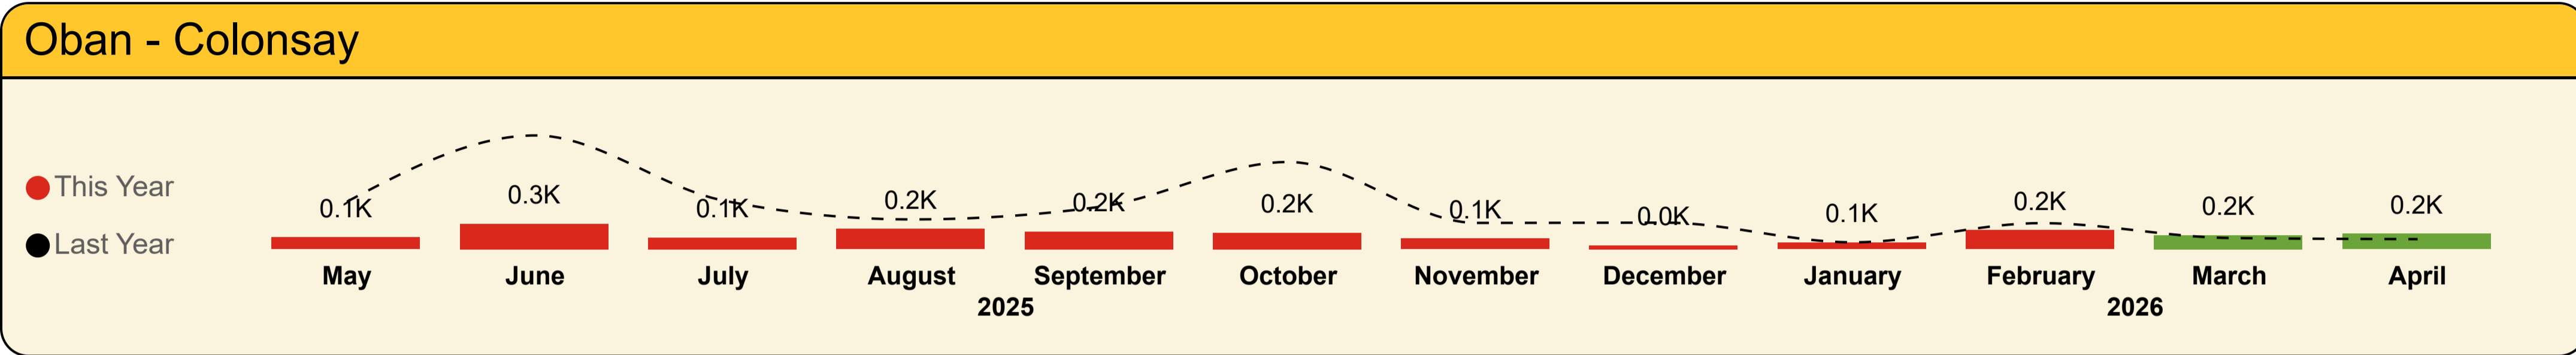 Oban - Colonsay
This Year
Last Year
0.1K 0.3K 0.1K 0.2K 0.2K 0.2K 0.1K 0.0K 0.1K 0.2K 0.2K 0.2K
May June July August September October November December January February March April
2025 2026